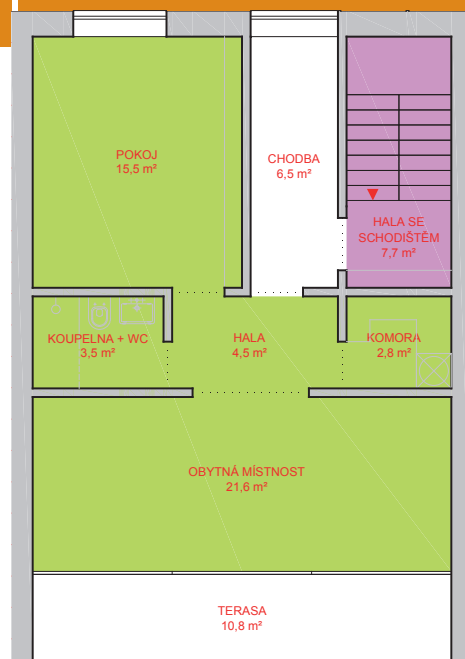 POKOJ
15,5 m²
CHODBA
6,5 m²
HALA SE
SCHODIŠTĚM
7,7 m²
KOUPELNA + WC
3,5 m²
HALA
4,5 m²
KOMORA
2,8 m²
OBYTNÁ MÍSTNOST
21,6 m²
TERASA
10,8 m²